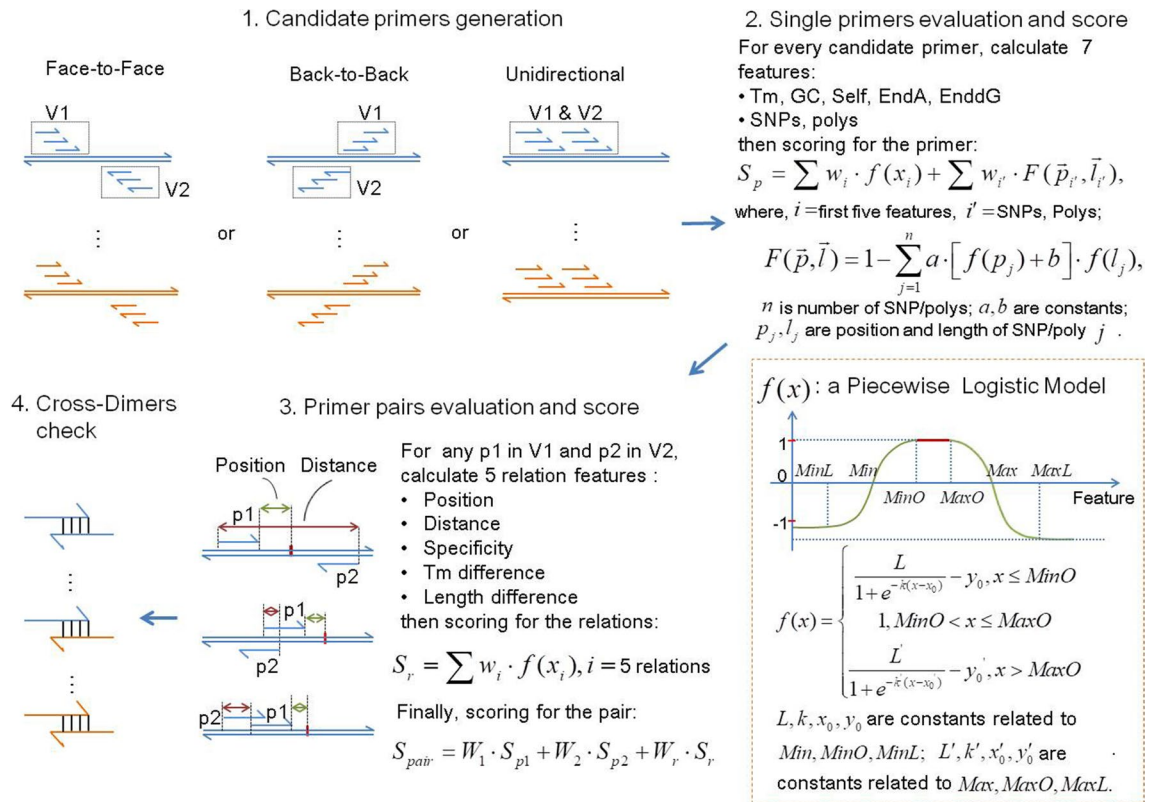 1. Candidate primers generation
Face-to-Face
Back-to-Back
Unidirectional
V1
V2
V1
V2
V1 & V2
⋮
or
⋮
or
⋮
2. Single primers evaluation and score
For every candidate primer, calculate 7
features:
• Tm, GC, Self, EndA, EnddG
• SNPs, polys
then scoring for the primer:
S_p = ∑ w_i · f(x_i) + ∑ w_i' · F(p⃗_i', l⃗_i'),
where, i =first five features, i' =SNPs, Polys;
F(p⃗, l⃗) = 1 − ∑_{j=1}^{n} a · [f(p_j) + b] · f(l_j),
n is number of SNP/polys; a, b are constants;
p_j, l_j are position and length of SNP/poly j .
f(x) : a Piecewise Logistic Model
1
0
-1
MinL
Min
MinO
MaxO
Max
MaxL
Feature
f(x) = { L / (1 + e^{-k(x-x_0)}) − y_0, x ≤ MinO
1, MinO < x ≤ MaxO
L' / (1 + e^{-k'(x-x_0')}) − y_0', x > MaxO
L, k, x_0, y_0 are constants related to
Min, MinO, MinL; L', k', x_0', y_0' are
constants related to Max, MaxO, MaxL.
3. Primer pairs evaluation and score
Position
Distance
p1
p2
p1
p2
p2
p1
For any p1 in V1 and p2 in V2,
calculate 5 relation features :
• Position
• Distance
• Specificity
• Tm difference
• Length difference
then scoring for the relations:
S_r = ∑ w_i · f(x_i), i = 5 relations
Finally, scoring for the pair:
S_pair = W_1 · S_p1 + W_2 · S_p2 + W_r · S_r
4. Cross-Dimers
check
⋮
⋮